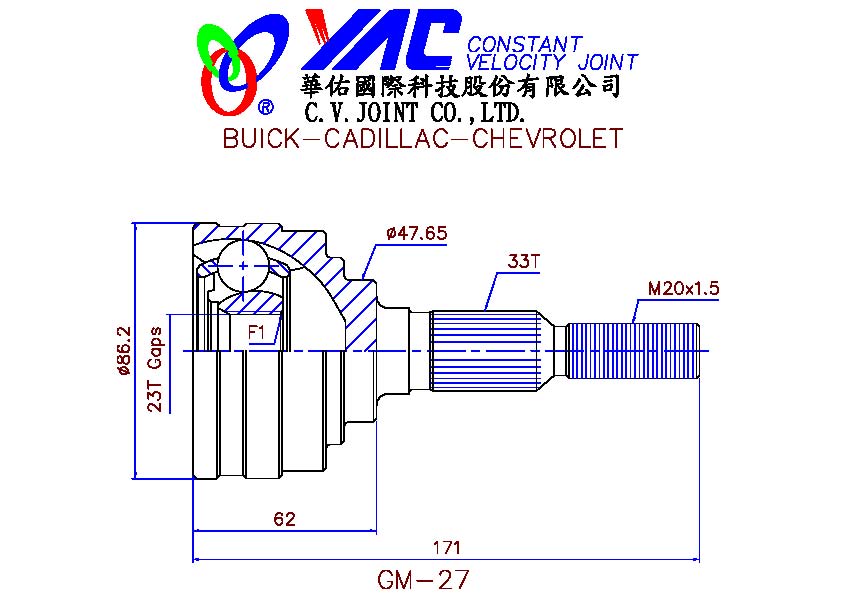 YAC CONSTANT
VELOCITY JOINT
華佑國際科技股份有限公司
®
C.V.JOINT CO.,LTD.
BUICK-CADILLAC-CHEVROLET
ø47.65
33T
M20x1.5
F1
ø86.2
23T Gaps
62
171
GM-27